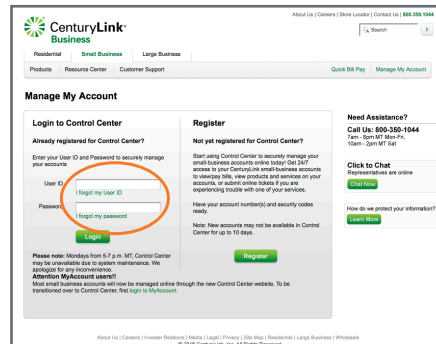 About Us | Careers | Store Locator | Contact Us | 800.350.1044
CenturyLink®
Business
Search
Residential Small Business Large Business
Products Resource Center Customer Support Quick Bill Pay Manage My Account
Manage My Account
Login to Control Center
Already registered for Control Center?
Enter your User ID and Password to securely manage
your accounts
User ID
I forgot my User ID
Password
I forgot my password
Login
Please note: Mondays from 5-7 p.m. MT, Control Center
may be unavailable due to system maintenance. We
apologize for any inconvenience.
Attention MyAccount users!!
Most small business accounts will now be managed online through the new Control Center website. To be
transitioned over to Control Center, first login to MyAccount.
Register
Not yet registered for Control Center?
Start using Control Center to securely manage your
small-business accounts online today! Get 24/7
access to your CenturyLink small-business accounts
to view/pay bills, view products and services on your
accounts, or submit online tickets if you are
experiencing trouble with one of your services.
Have your account number(s) and security codes
ready.
Note: New accounts may not be available in Control
Center for up to 10 days.
Register
Need Assistance?
Call Us: 800-350-1044
7am - 8pm MT Mon-Fri,
10am - 2pm MT Sat
Click to Chat
Representatives are online
Chat Now
How do we protect your information?
Learn More
About Us | Careers | Investor Relations | Media | Legal | Privacy | Site Map | Residential | Large Business | Wholesale